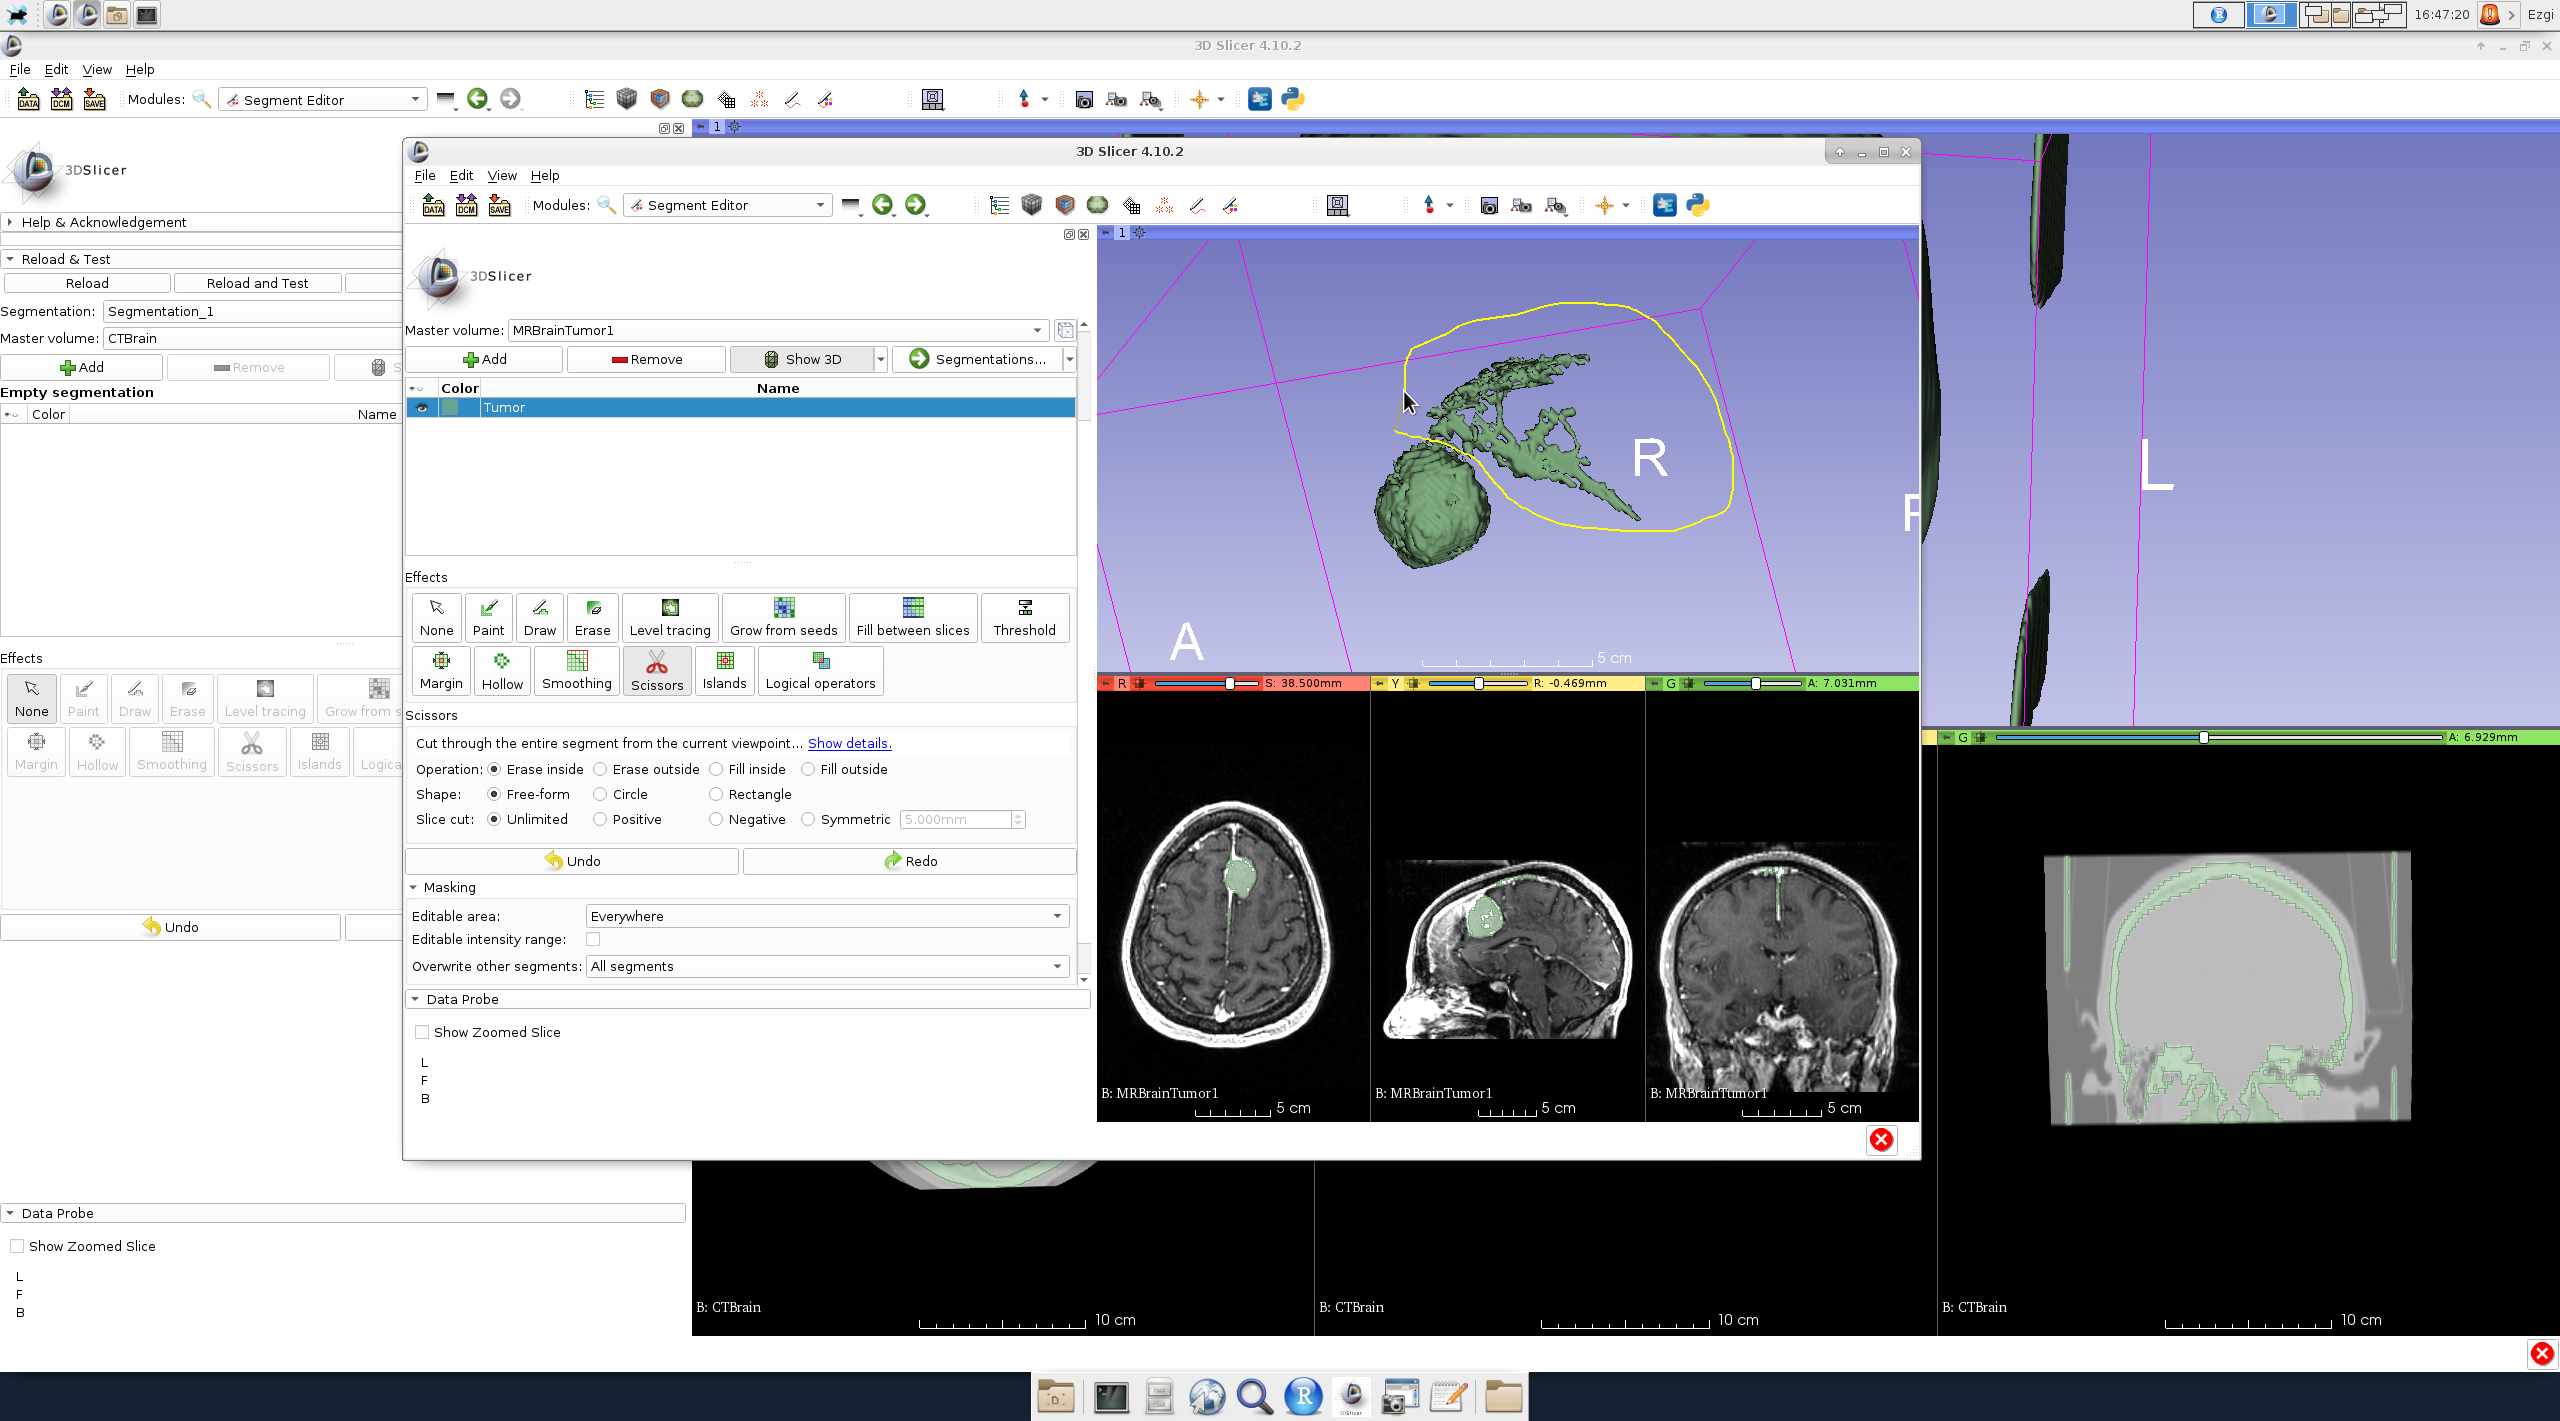 16:47:20
Ezgi
3D Slicer 4.10.2
File Edit View Help
DATA DCM SAVE Modules: Segment Editor
1
3DSlicer
Help & Acknowledgement
Reload & Test
Reload Reload and Test
Segmentation: Segmentation_1
Master volume: CTBrain
Add Remove S
Empty segmentation
Color Name
Effects
None Paint Draw Erase Level tracing Grow from s
Margin Hollow Smoothing Scissors Islands Logica
Undo
Data Probe
Show Zoomed Slice
L
F
B
3D Slicer 4.10.2
File Edit View Help
DATA DCM SAVE Modules: Segment Editor
1
3DSlicer
Master volume: MRBrainTumor1
Add Remove Show 3D Segmentations...
Color Name
Tumor
Effects
None Paint Draw Erase Level tracing Grow from seeds Fill between slices Threshold
Margin Hollow Smoothing Scissors Islands Logical operators
Scissors
Cut through the entire segment from the current viewpoint... Show details.
Operation: Erase inside Erase outside Fill inside Fill outside
Shape: Free-form Circle Rectangle
Slice cut: Unlimited Positive Negative Symmetric 5.000mm
Undo Redo
Masking
Editable area: Everywhere
Editable intensity range:
Overwrite other segments: All segments
Data Probe
Show Zoomed Slice
L
F
B
R
A
5 cm
R S: 38.500mm Y R: -0.469mm G A: 7.031mm
B: MRBrainTumor1 B: MRBrainTumor1 B: MRBrainTumor1
5 cm 5 cm 5 cm
L
G A: 6.929mm
B: CTBrain B: CTBrain B: CTBrain
10 cm 10 cm 10 cm